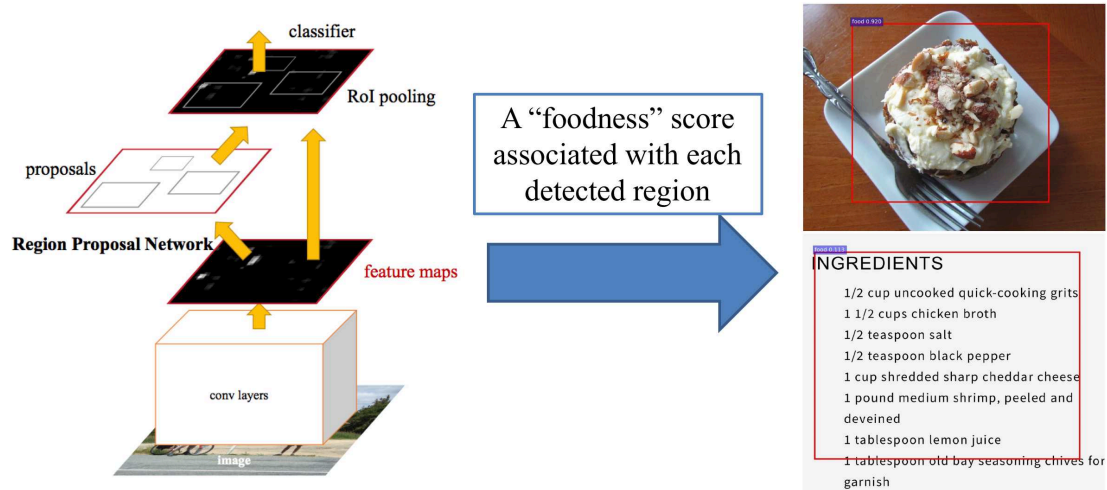 classifier
RoI pooling
proposals
Region Proposal Network
feature maps
conv layers
image
A “foodness” score
associated with each
detected region
food 0.920
food 0.113
INGREDIENTS
1/2 cup uncooked quick-cooking grits
1 1/2 cups chicken broth
1/2 teaspoon salt
1/2 teaspoon black pepper
1 cup shredded sharp cheddar cheese
1 pound medium shrimp, peeled and
deveined
1 tablespoon lemon juice
1 tablespoon old bay seasoning chives for
garnish